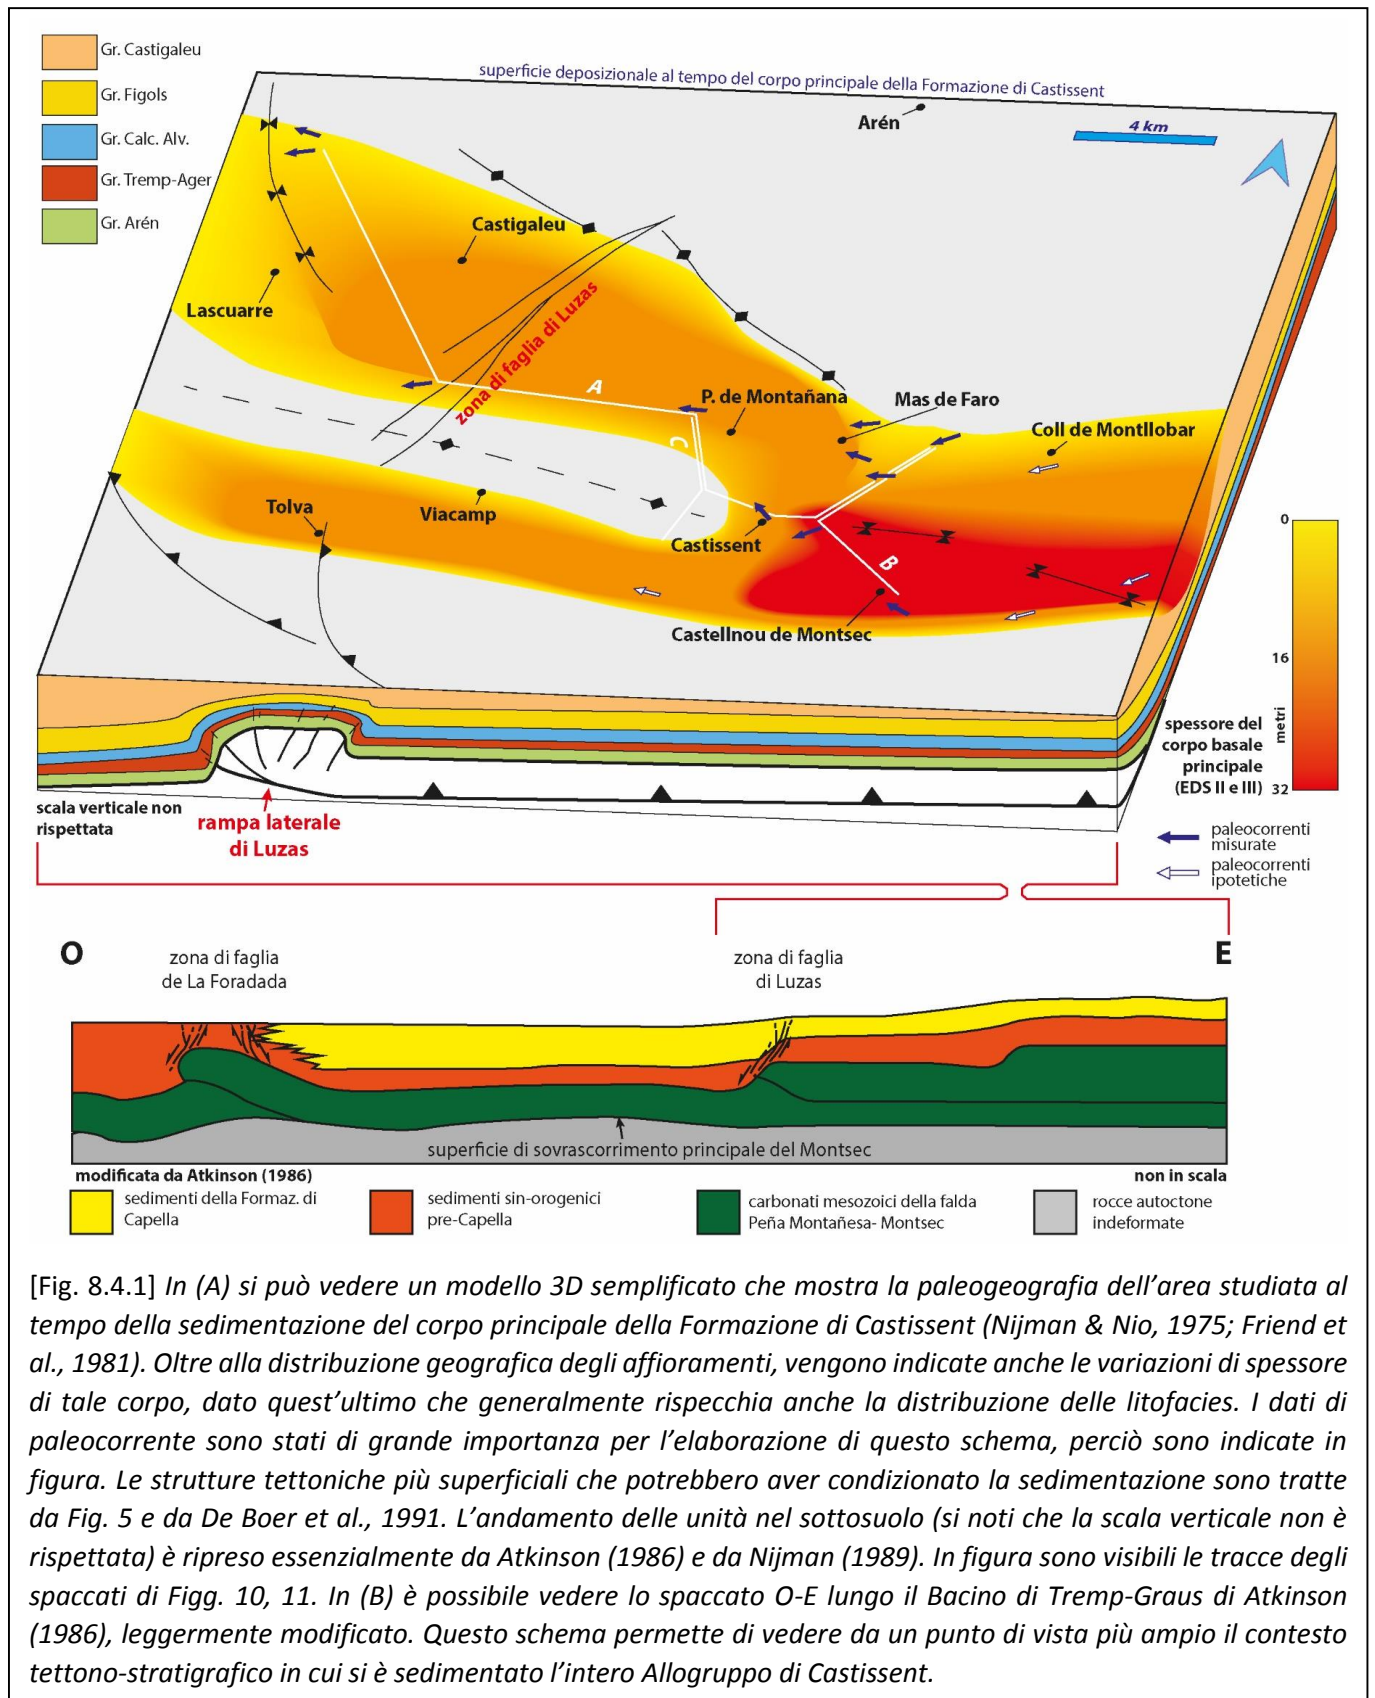 Gr. Castigaleu
Gr. Figols
Gr. Calc. Alv.
Gr. Tremp-Ager
Gr. Arén
superficie deposizionale al tempo del corpo principale della Formazione di Castissent
Arén
4 km
Castigaleu
Lascuarre
zona di faglia di Luzas
A
P. de Montañana
Mas de Faro
Coll de Montllobar
C
Tolva
Viacamp
Castissent
B
Castellnou de Montsec
0
16
metri
32
spessore del
corpo basale
principale
(EDS II e III)
scala verticale non
rispettata
rampa laterale
di Luzas
paleocorrenti
misurate
paleocorrenti
ipotetiche
O
zona di faglia
de La Foradada
zona di faglia
di Luzas
E
superficie di sovrascorrimento principale del Montsec
modificata da Atkinson (1986)
non in scala
sedimenti della Formaz. di
Capella
sedimenti sin-orogenici
pre-Capella
carbonati mesozoici della falda
Peña Montañesa- Montsec
rocce autoctone
indeformate
[Fig. 8.4.1] In (A) si può vedere un modello 3D semplificato che mostra la paleogeografia dell’area studiata al
tempo della sedimentazione del corpo principale della Formazione di Castissent (Nijman & Nio, 1975; Friend et
al., 1981). Oltre alla distribuzione geografica degli affioramenti, vengono indicate anche le variazioni di spessore
di tale corpo, dato quest’ultimo che generalmente rispecchia anche la distribuzione delle litofacies. I dati di
paleocorrente sono stati di grande importanza per l’elaborazione di questo schema, perciò sono indicate in
figura. Le strutture tettoniche più superficiali che potrebbero aver condizionato la sedimentazione sono tratte
da Fig. 5 e da De Boer et al., 1991. L’andamento delle unità nel sottosuolo (si noti che la scala verticale non è
rispettata) è ripreso essenzialmente da Atkinson (1986) e da Nijman (1989). In figura sono visibili le tracce degli
spaccati di Figg. 10, 11. In (B) è possibile vedere lo spaccato O-E lungo il Bacino di Tremp-Graus di Atkinson
(1986), leggermente modificato. Questo schema permette di vedere da un punto di vista più ampio il contesto
tettono-stratigrafico in cui si è sedimentato l’intero Allogruppo di Castissent.